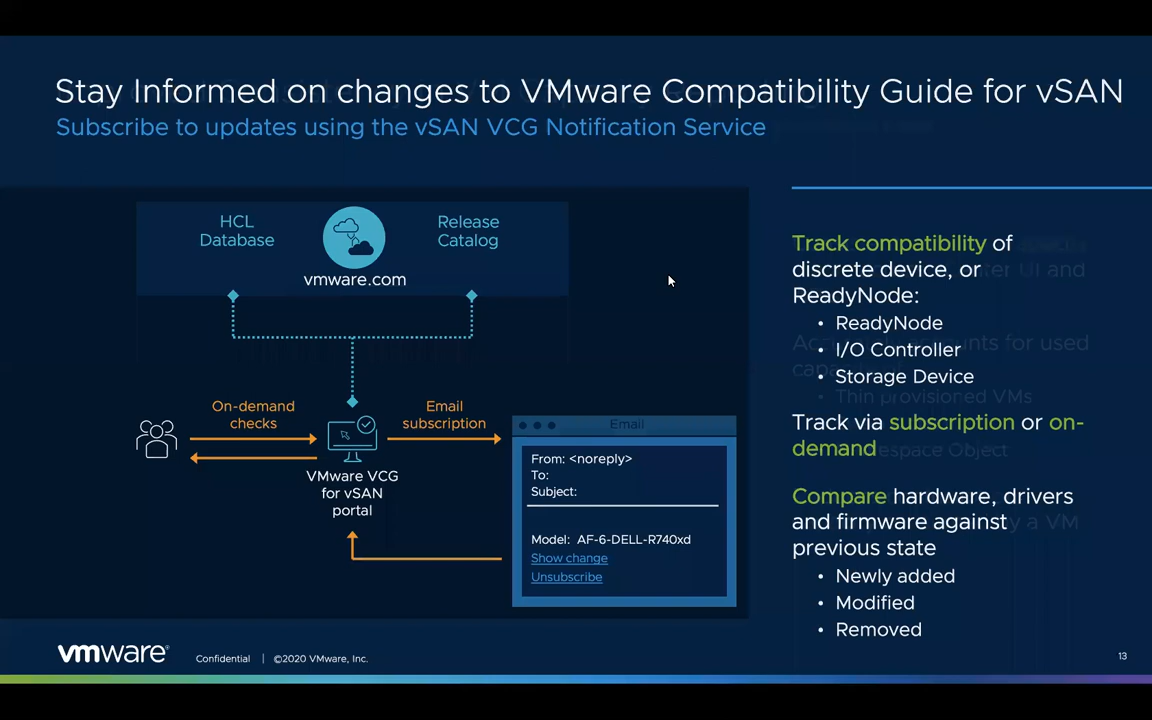 Stay Informed on changes to VMware Compatibility Guide for vSAN
Subscribe to updates using the vSAN VCG Notification Service
HCL
Database
Release
Catalog
vmware.com
On-demand
checks
Email
subscription
VMware VCG
for vSAN
portal
Email
From: <noreply>
To:
Subject:
Model: AF-6-DELL-R740xd
Show change
Unsubscribe
Track compatibility of
discrete device, or
ReadyNode:
• ReadyNode
• I/O Controller
• Storage Device
Track via subscription or on-
demand
Compare hardware, drivers
and firmware against
previous state
• Newly added
• Modified
• Removed
vmware
Confidential | ©2020 VMware, Inc.
13